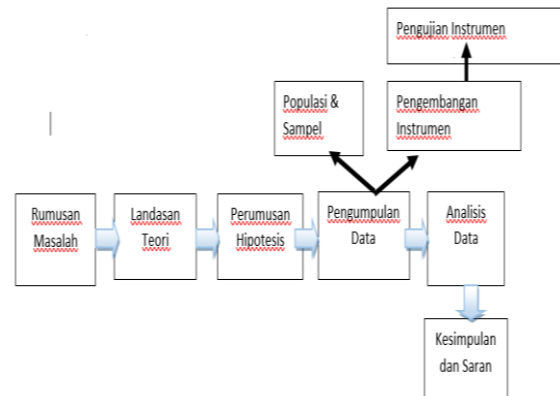 Pengujian Instrumen
Populasi &
Sampel
Pengembangan
Instrumen
Rumusan
Masalah
Landasan
Teori
Perumusan
Hipotesis
Pengumpulan
Data
Analisis
Data
Kesimpulan
dan Saran